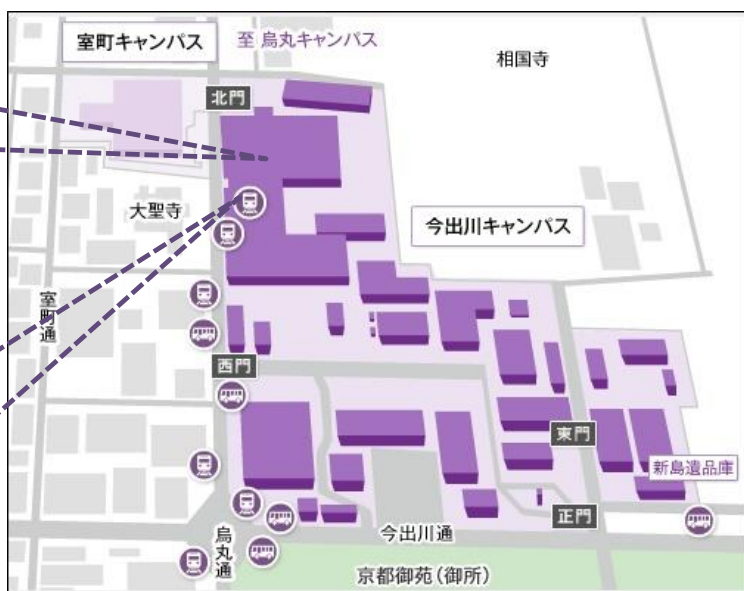 室町キャンパス
至 烏丸キャンパス
相国寺
北門
大聖寺
今出川キャンパス
室町通
西門
東門
新島遺品庫
正門
烏丸通
今出川通
京都御苑(御所)